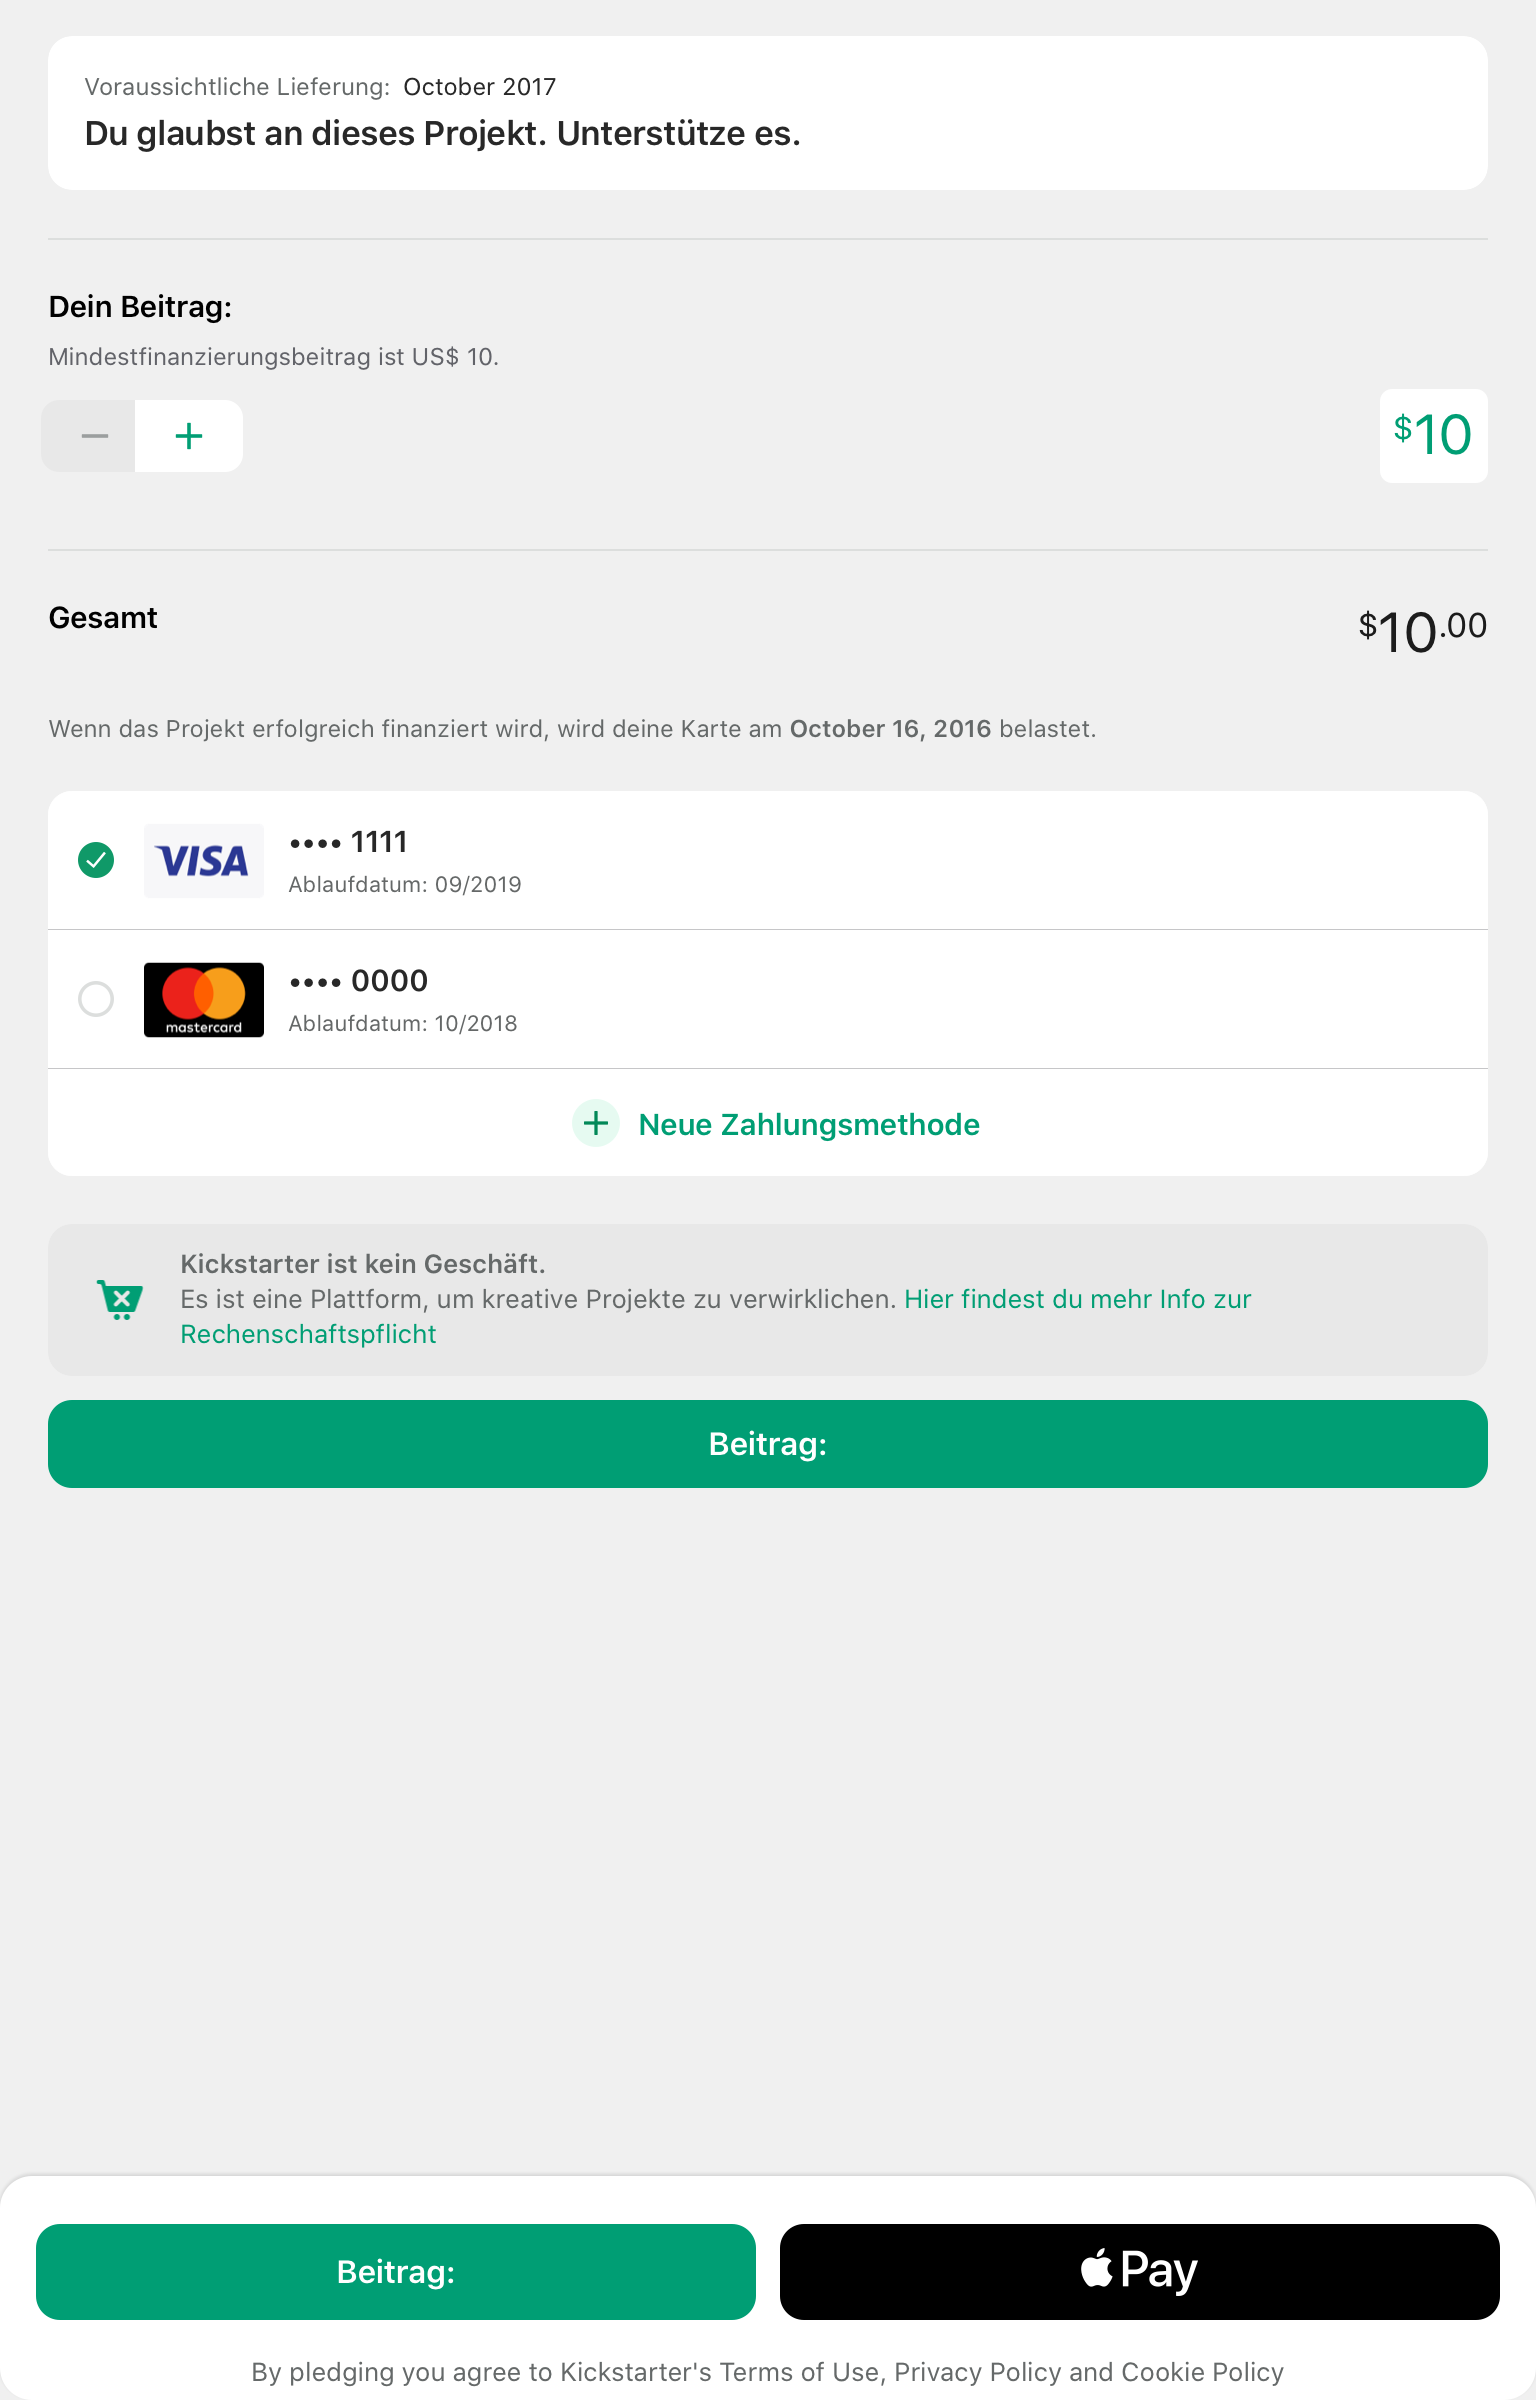 Voraussichtliche Lieferung: October 2017
Du glaubst an dieses Projekt. Unterstütze es.
Dein Beitrag:
Mindestfinanzierungsbeitrag ist US$ 10.
$10
Gesamt
$10.00
Wenn das Projekt erfolgreich finanziert wird, wird deine Karte am October 16, 2016 belastet.
VISA
•••• 1111
Ablaufdatum: 09/2019
mastercard
•••• 0000
Ablaufdatum: 10/2018
Neue Zahlungsmethode
Kickstarter ist kein Geschäft.
Es ist eine Plattform, um kreative Projekte zu verwirklichen. Hier findest du mehr Info zur
Rechenschaftspflicht
Beitrag:
Beitrag:
Pay
By pledging you agree to Kickstarter's Terms of Use, Privacy Policy and Cookie Policy